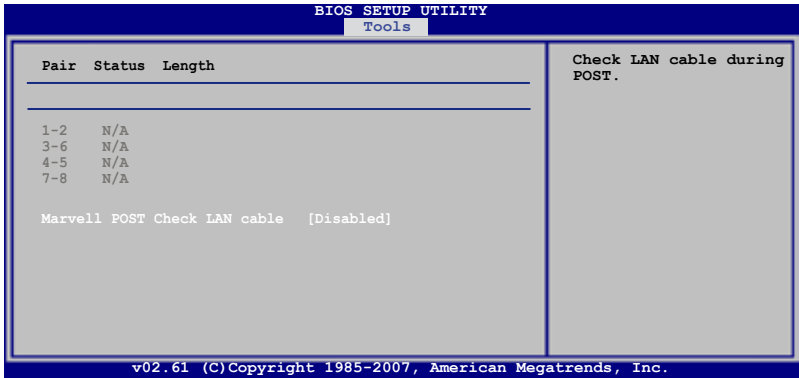 BIOS SETUP UTILITY
Tools
Pair Status Length
1-2 N/A
3-6 N/A
4-5 N/A
7-8 N/A
Marvell POST Check LAN cable [Disabled]
Check LAN cable during
POST.
v02.61 (C)Copyright 1985-2007, American Megatrends, Inc.